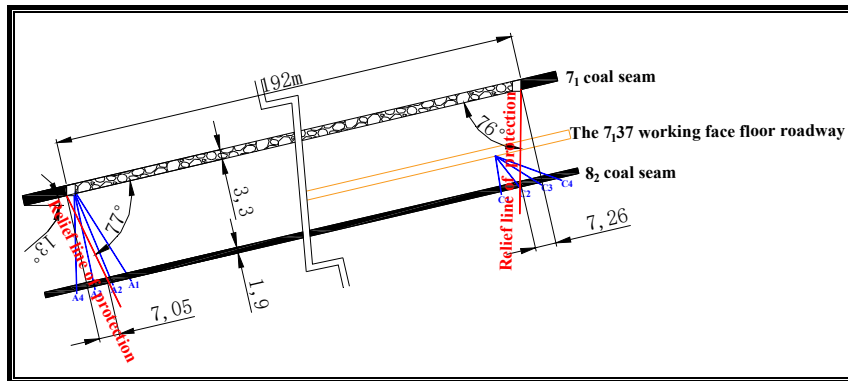 192m
7₁ coal seam
76°
The 7₁37 working face floor roadway
Relief line of protection
8₂ coal seam
C4
C3
C2
7,26
3,3
77°
13°
Relief line of protection
A1
A2
A4
7,05
1,9